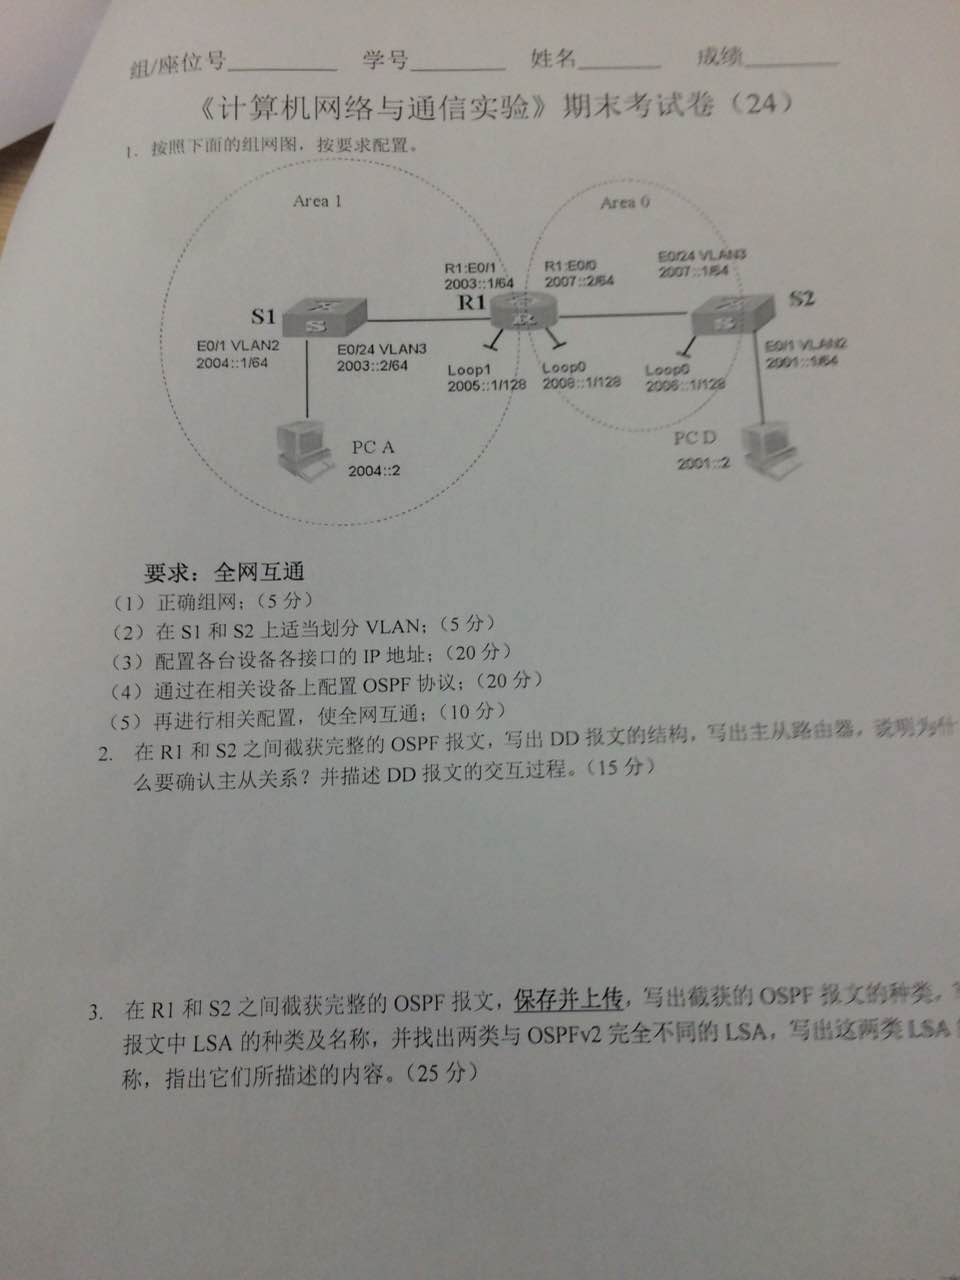 组/座位号________ 学号________ 姓名________ 成绩________
《计算机网络与通信实验》期末考试卷（24）
1. 按照下面的组网图，按要求配置。
Area 1
Area 0
R1:E0/1
2003::1/64
R1:E0/0
2007::2/64
E0/24 VLAN3
2007::1/64
S1
R1
S2
E0/1 VLAN2
2004::1/64
E0/24 VLAN3
2003::2/64
Loop1
2005::1/128
Loop0
2008::1/128
Loop0
2006::1/128
E0/1 VLAN2
2001::1/64
PC A
2004::2
PC D
2001::2
要求：全网互通
（1）正确组网；（5 分）
（2）在 S1 和 S2 上适当划分 VLAN；（5 分）
（3）配置各台设备各接口的 IP 地址；（20 分）
（4）通过在相关设备上配置 OSPF 协议；（20 分）
（5）再进行相关配置，使全网互通；（10 分）
2. 在 R1 和 S2 之间截获完整的 OSPF 报文，写出 DD 报文的结构，写出主从路由器，说明为什
么要确认主从关系？并描述 DD 报文的交互过程。（15 分）
3. 在 R1 和 S2 之间截获完整的 OSPF 报文，保存并上传，写出截获的 OSPF 报文的种类，
报文中 LSA 的种类及名称，并找出两类与 OSPFv2 完全不同的 LSA，写出这两类 LSA
称，指出它们所描述的内容。（25 分）